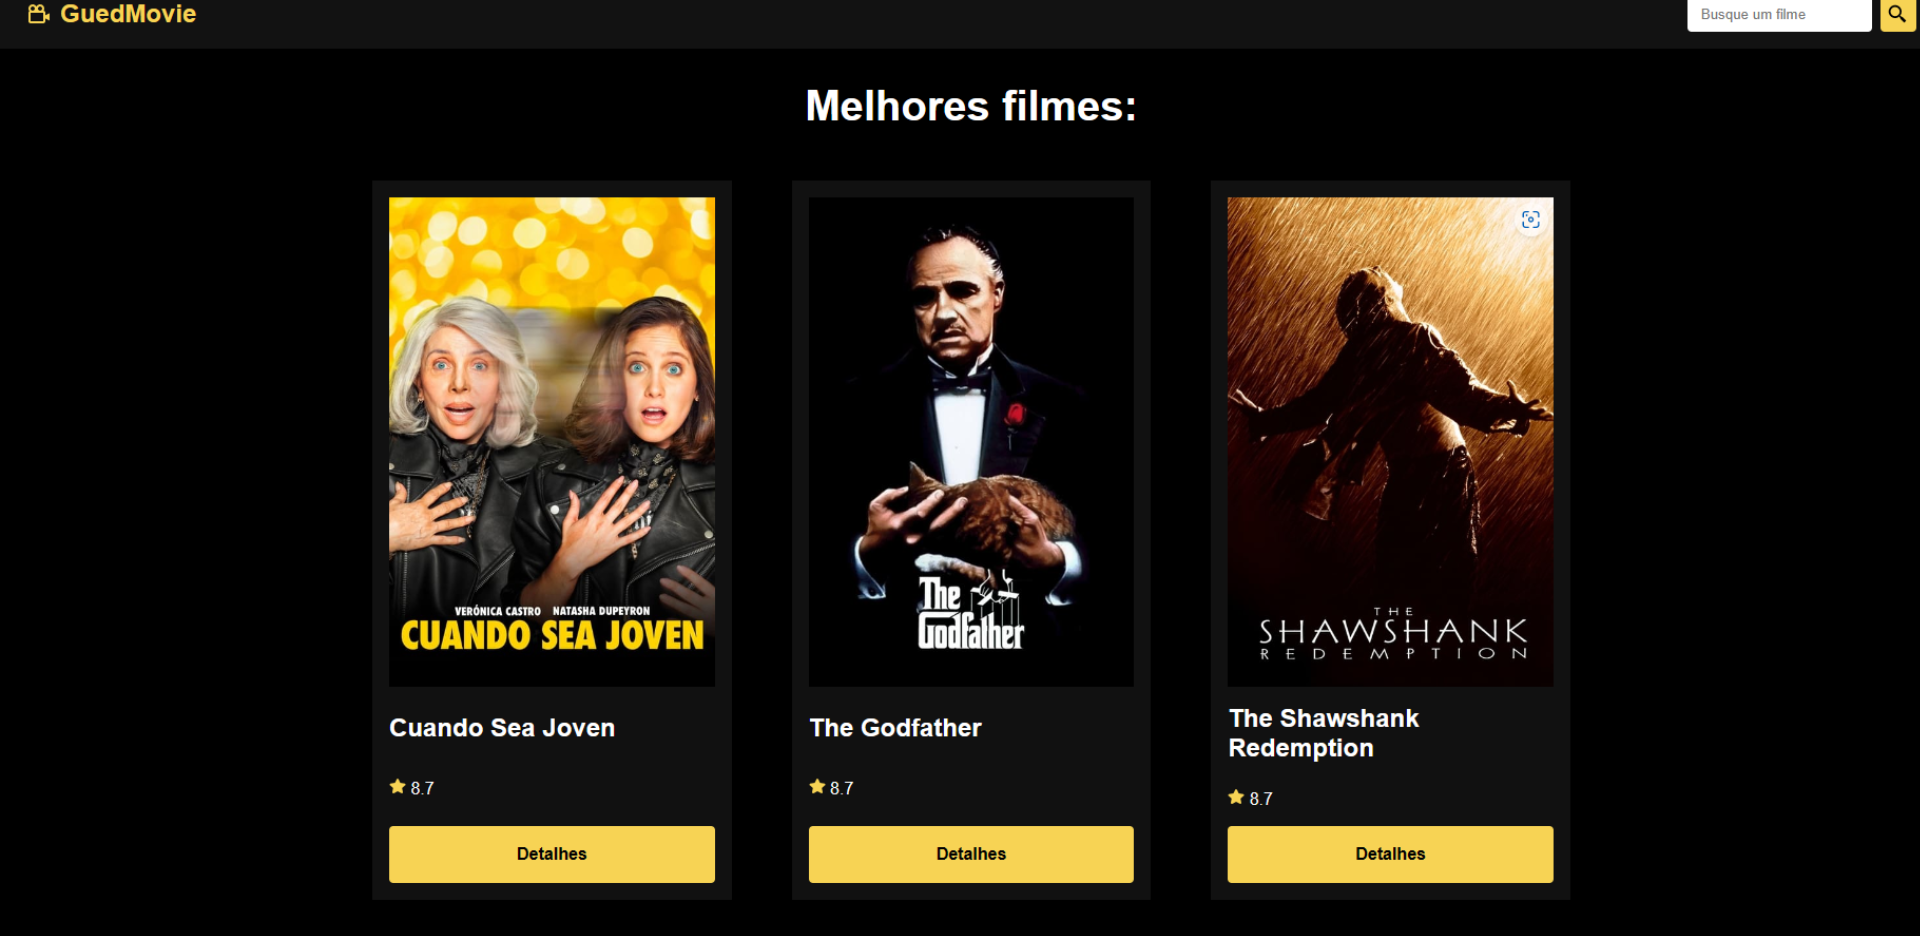 GuedMovie
Busque um filme
Melhores filmes:
VERÓNICA CASTRO NATASHA DUPEYRON
CUANDO SEA JOVEN
The
Godfather
THE
SHAWSHANK
REDEMPTION
Cuando Sea Joven
The Godfather
The Shawshank
Redemption
8.7
8.7
8.7
Detalhes
Detalhes
Detalhes